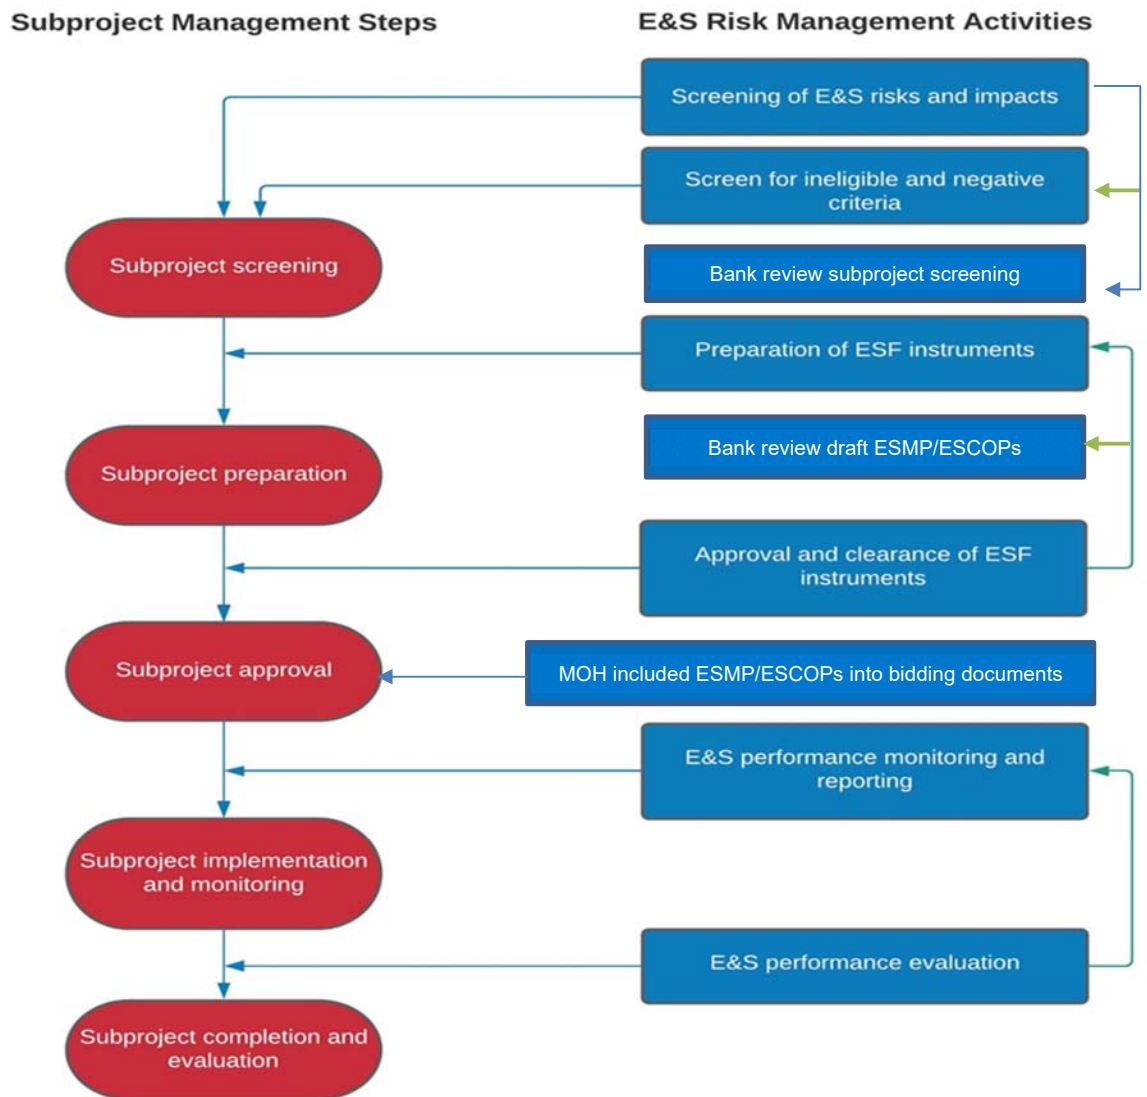 Subproject Management Steps
E&S Risk Management Activities
Screening of E&S risks and impacts
Screen for ineligible and negative
criteria
Subproject screening
Bank review subproject screening
Preparation of ESF instruments
Subproject preparation
Bank review draft ESMP/ESCOPs
Approval and clearance of ESF
instruments
Subproject approval
MOH included ESMP/ESCOPs into bidding documents
E&S performance monitoring and
reporting
Subproject implementation
and monitoring
E&S performance evaluation
Subproject completion and
evaluation